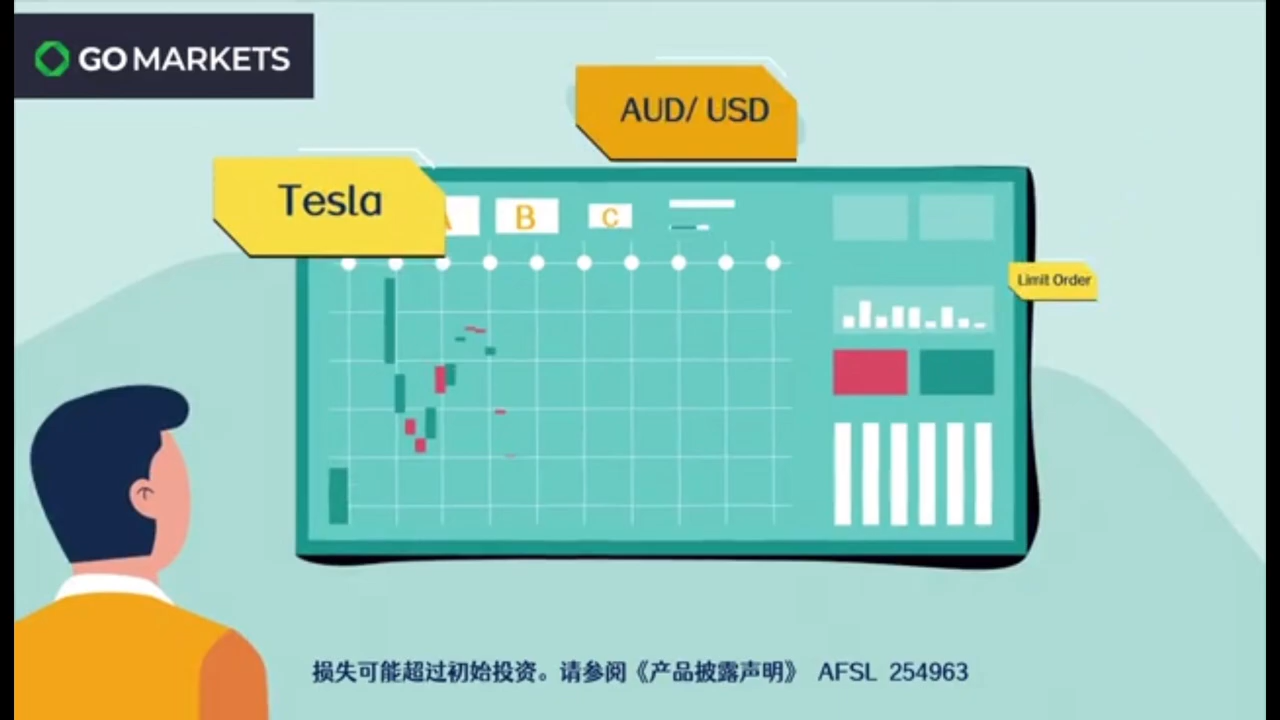 GO MARKETS
AUD/ USD
Tesla
A B C
Limit Order
损失可能超过初始投资。请参阅《产品披露声明》 AFSL 254963